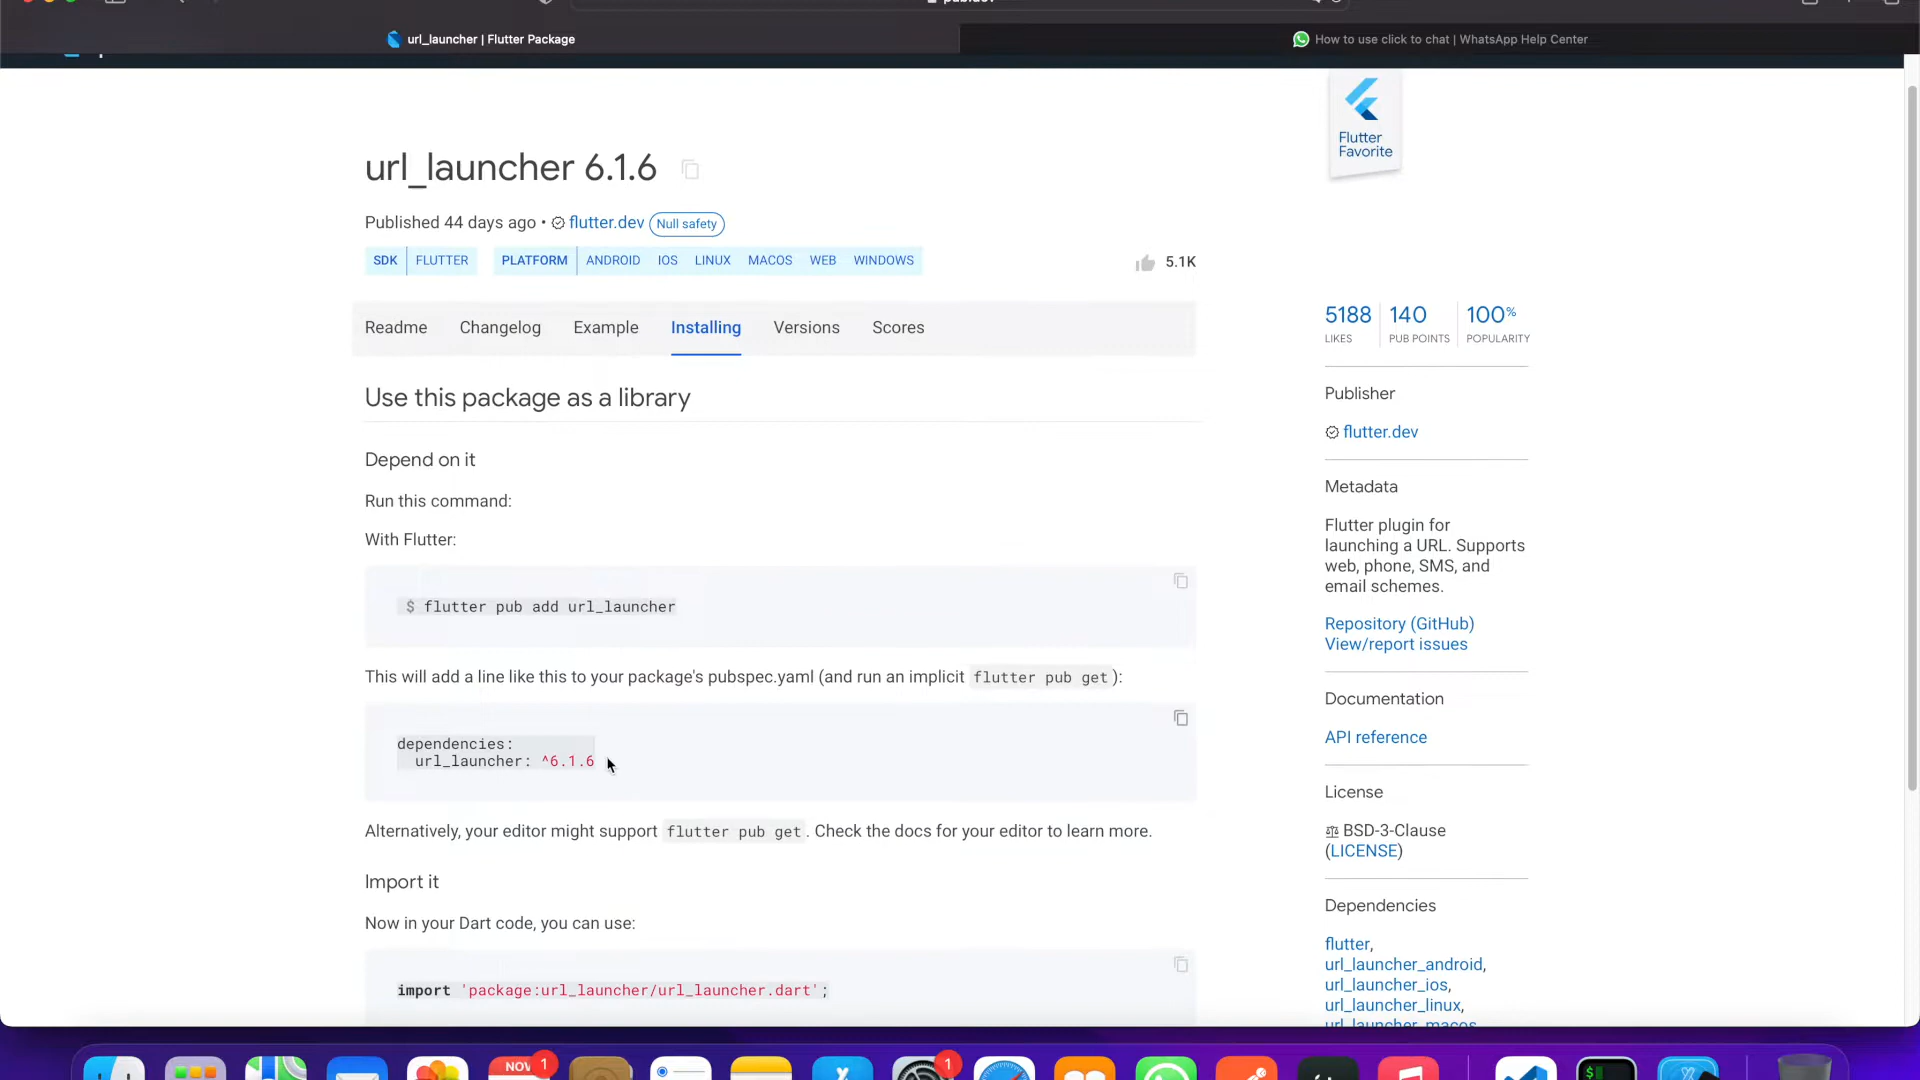 url_launcher | Flutter Package
How to use click to chat | WhatsApp Help Center
Flutter
Favorite
url_launcher 6.1.6
Published 44 days ago • flutter.dev Null safety
SDK FLUTTER PLATFORM ANDROID IOS LINUX MACOS WEB WINDOWS
5.1K
Readme Changelog Example Installing Versions Scores
Use this package as a library
Depend on it
Run this command:
With Flutter:
$ flutter pub add url_launcher
This will add a line like this to your package's pubspec.yaml (and run an implicit flutter pub get):
dependencies:
url_launcher: ^6.1.6
Alternatively, your editor might support flutter pub get. Check the docs for your editor to learn more.
Import it
Now in your Dart code, you can use:
import 'package:url_launcher/url_launcher.dart';
5188 140 100%
LIKES PUB POINTS POPULARITY
Publisher
flutter.dev
Metadata
Flutter plugin for
launching a URL. Supports
web, phone, SMS, and
email schemes.
Repository (GitHub)
View/report issues
Documentation
API reference
License
BSD-3-Clause
(LICENSE)
Dependencies
flutter,
url_launcher_android,
url_launcher_ios,
url_launcher_linux,
url_launcher_macos
NOV 1
1
$